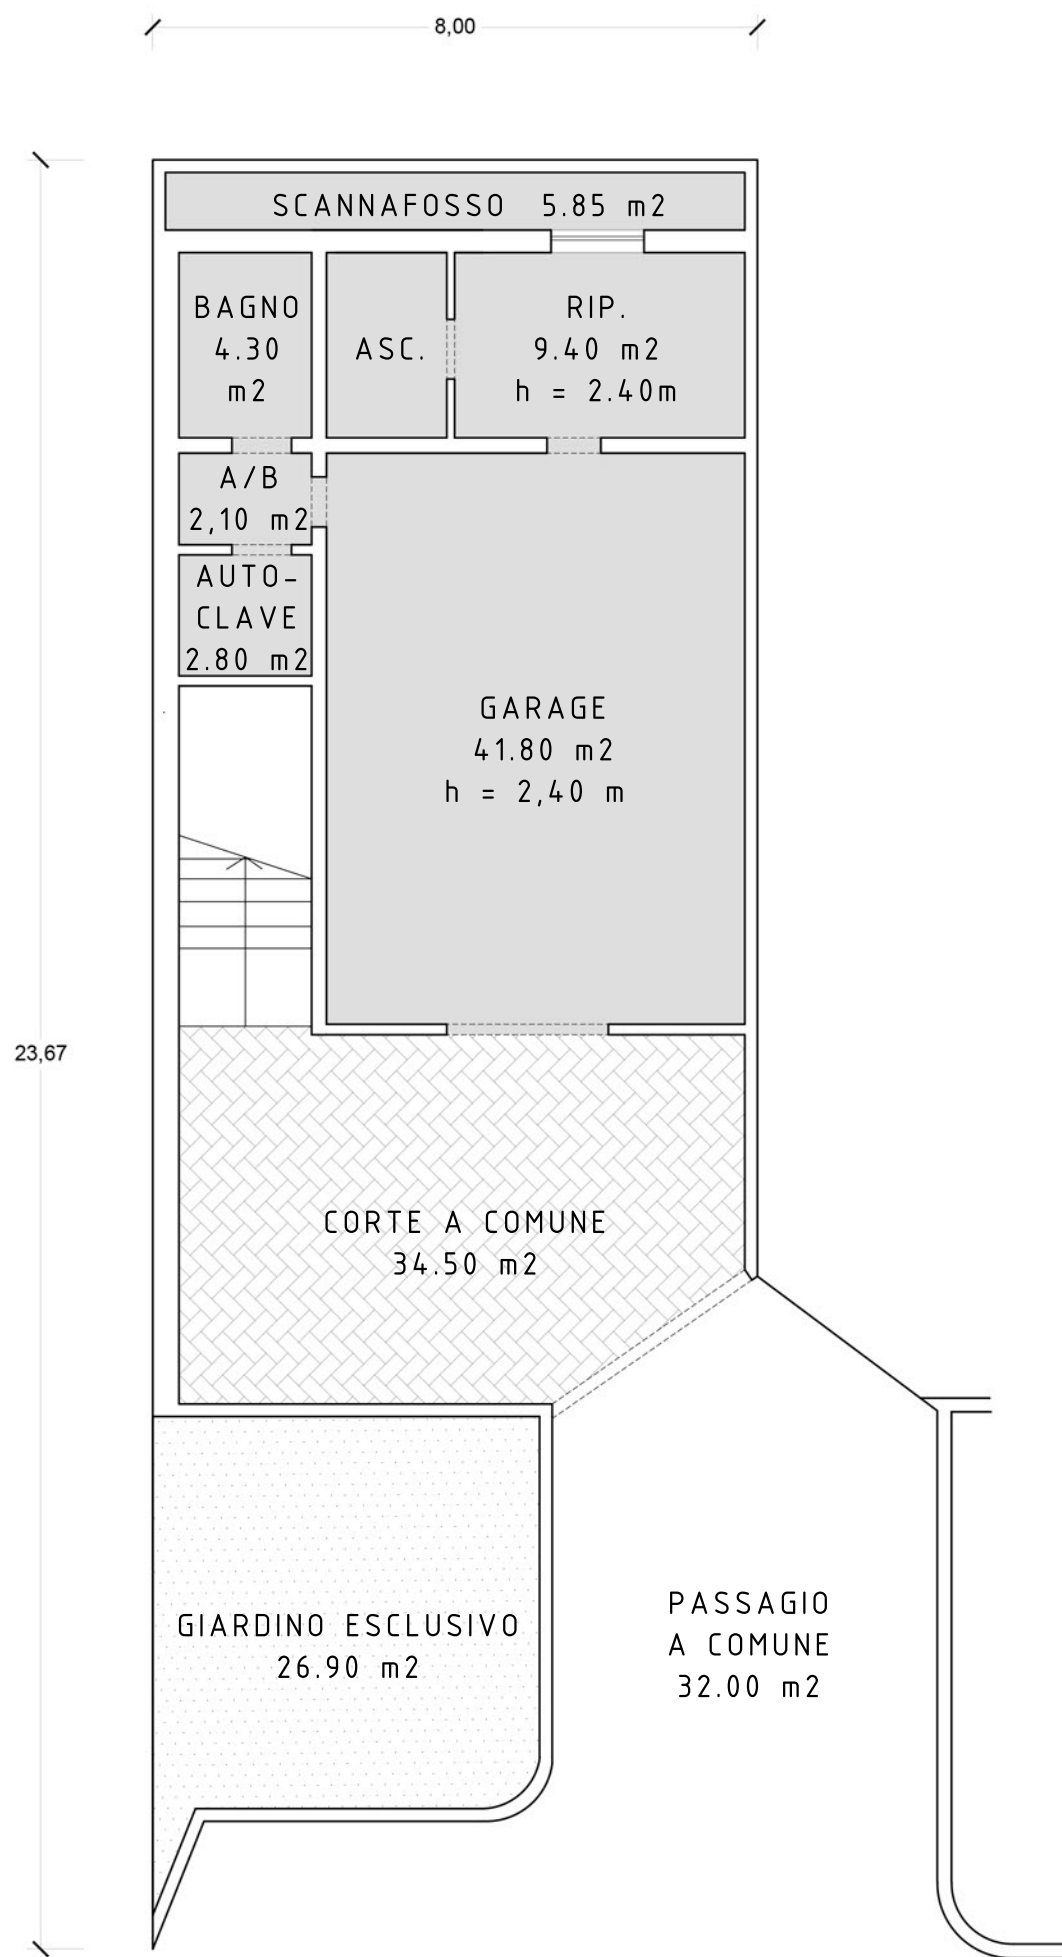 8,00
SCANNAFOSSO 5.85 m2
BAGNO
4.30
m2
ASC.
RIP.
9.40 m2
h = 2.40m
A/B
2,10 m2
AUTO-
CLAVE
2.80 m2
GARAGE
41.80 m2
h = 2,40 m
23,67
CORTE A COMUNE
34.50 m2
GIARDINO ESCLUSIVO
26.90 m2
PASSAGIO
A COMUNE
32.00 m2